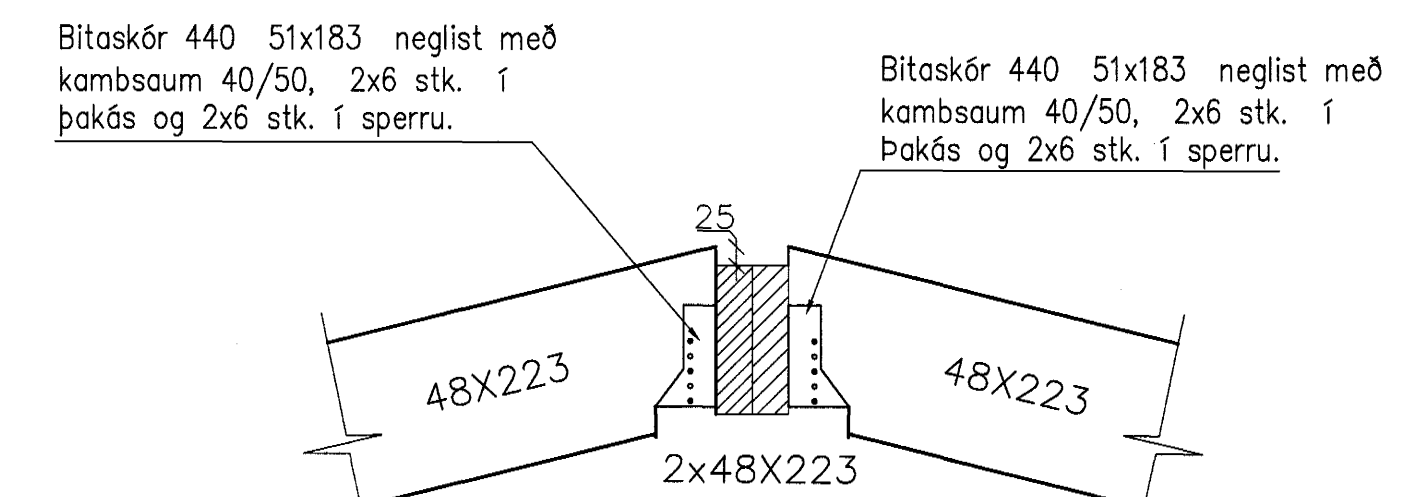 Bitaskór 440 51x183 neglist með
kambsaum 40/50, 2x6 stk. í
þakás og 2x6 stk. í sperru.
Bitaskór 440 51x183 neglist með
kambsaum 40/50, 2x6 stk. í
Þakás og 2x6 stk. í sperru.
25
48X223
48X223
2x48X223